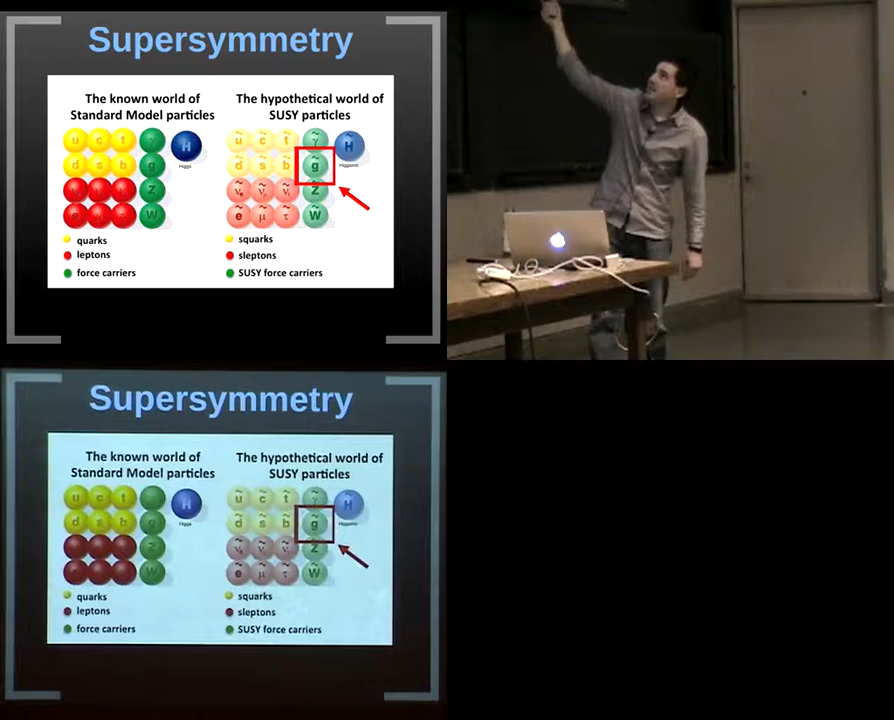 Supersymmetry
The known world of
Standard Model particles
u c t γ
d s b g
Z
W
H
Higgs
quarks
leptons
force carriers
The hypothetical world of
SUSY particles
ũ c̃ t̃ γ̃
d̃ s̃ b̃ g̃
Z̃
ẽ μ̃ τ̃ W̃
H̃
Higgsino
squarks
sleptons
SUSY force carriers
Supersymmetry
The known world of
Standard Model particles
u c t
d s b g
Z
W
H
Higgs
quarks
leptons
force carriers
The hypothetical world of
SUSY particles
ũ c̃ t̃ γ̃
d̃ s̃ b̃ g̃
Z̃
ẽ μ̃ τ̃ W̃
H̃
Higgsino
squarks
sleptons
SUSY force carriers